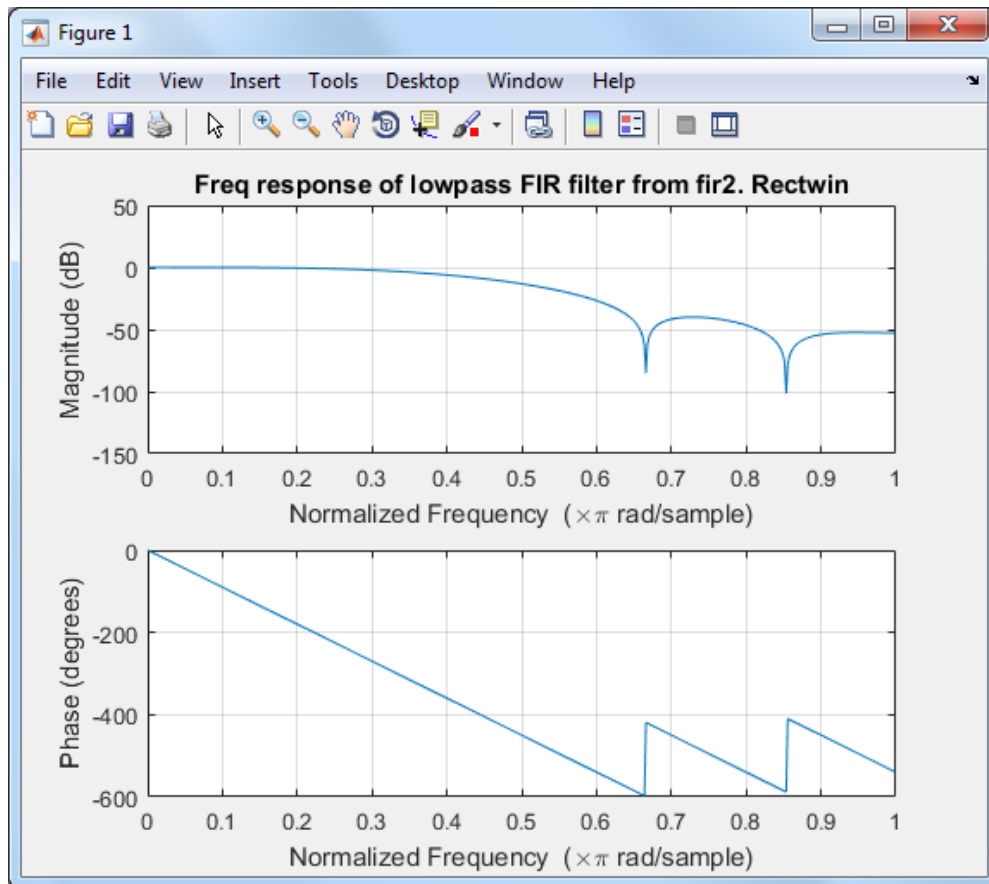 Figure 1
File Edit View Insert Tools Desktop Window Help
Freq response of lowpass FIR filter from fir2. Rectwin
50
0
-50
-100
-150
Magnitude (dB)
0 0.1 0.2 0.3 0.4 0.5 0.6 0.7 0.8 0.9 1
Normalized Frequency (×π rad/sample)
0
-200
-400
-600
Phase (degrees)
0 0.1 0.2 0.3 0.4 0.5 0.6 0.7 0.8 0.9 1
Normalized Frequency (×π rad/sample)